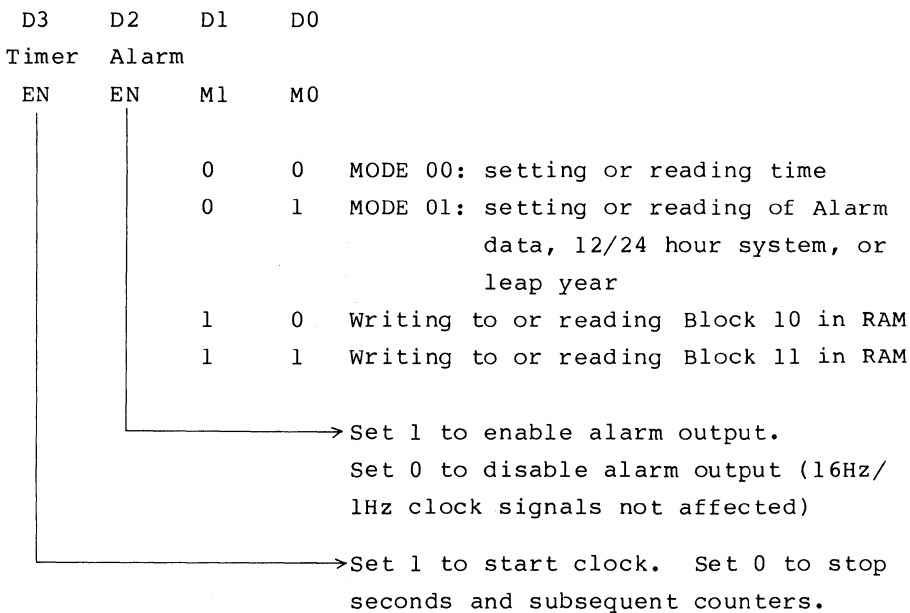 D3 D2 D1 D0
Timer Alarm
EN EN M1 M0
0 0 MODE 00: setting or reading time
0 1 MODE 01: setting or reading of Alarm
data, 12/24 hour system, or
leap year
1 0 Writing to or reading Block 10 in RAM
1 1 Writing to or reading Block 11 in RAM
Set 1 to enable alarm output.
Set 0 to disable alarm output (16Hz/
1Hz clock signals not affected)
Set 1 to start clock. Set 0 to stop
seconds and subsequent counters.